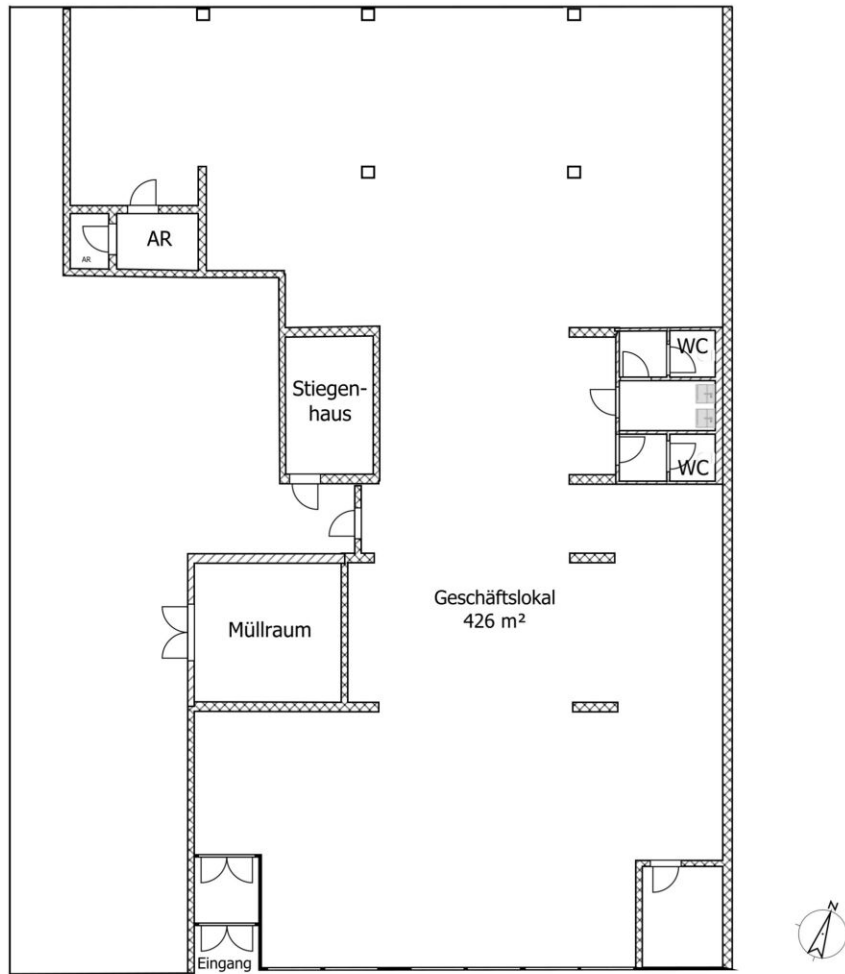 AR
AR
WC
Stiegen-
haus
WC
Geschäftslokal
426 m²
Müllraum
Eingang
N